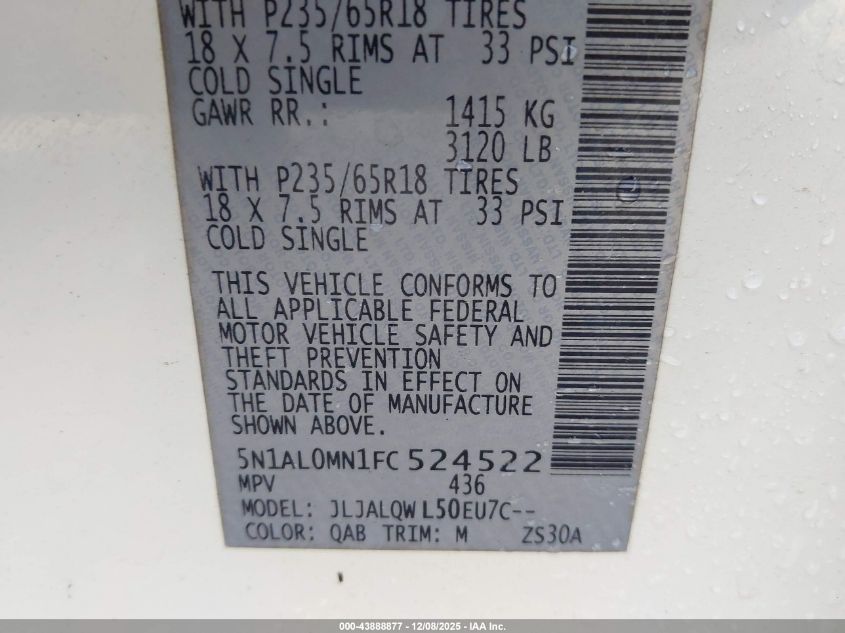 WITH P235/65R18 TIRES
18 X 7.5 RIMS AT 33 PSI
COLD SINGLE
GAWR RR.: 1415 KG
3120 LB
WITH P235/65R18 TIRES
18 X 7.5 RIMS AT 33 PSI
COLD SINGLE
THIS VEHICLE CONFORMS TO
ALL APPLICABLE FEDERAL
MOTOR VEHICLE SAFETY AND
THEFT PREVENTION
STANDARDS IN EFFECT ON
THE DATE OF MANUFACTURE
SHOWN ABOVE.
5N1AL0MN1FC524522
MPV 436
MODEL: JLJALQWL50EU7C--
COLOR: QAB TRIM: M ZS30A
000-43888877 - 12/08/2025 - IAA Inc.